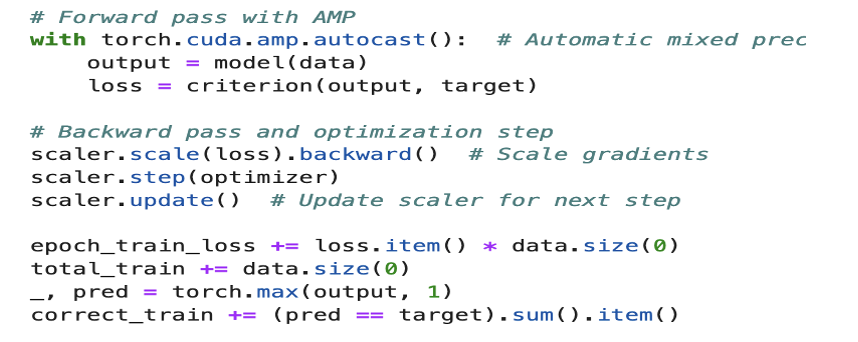 # Forward pass with AMP
with torch.cuda.amp.autocast():  # Automatic mixed prec
    output = model(data)
    loss = criterion(output, target)

# Backward pass and optimization step
scaler.scale(loss).backward()  # Scale gradients
scaler.step(optimizer)
scaler.update()  # Update scaler for next step

epoch_train_loss += loss.item() * data.size(0)
total_train += data.size(0)
_, pred = torch.max(output, 1)
correct_train += (pred == target).sum().item()